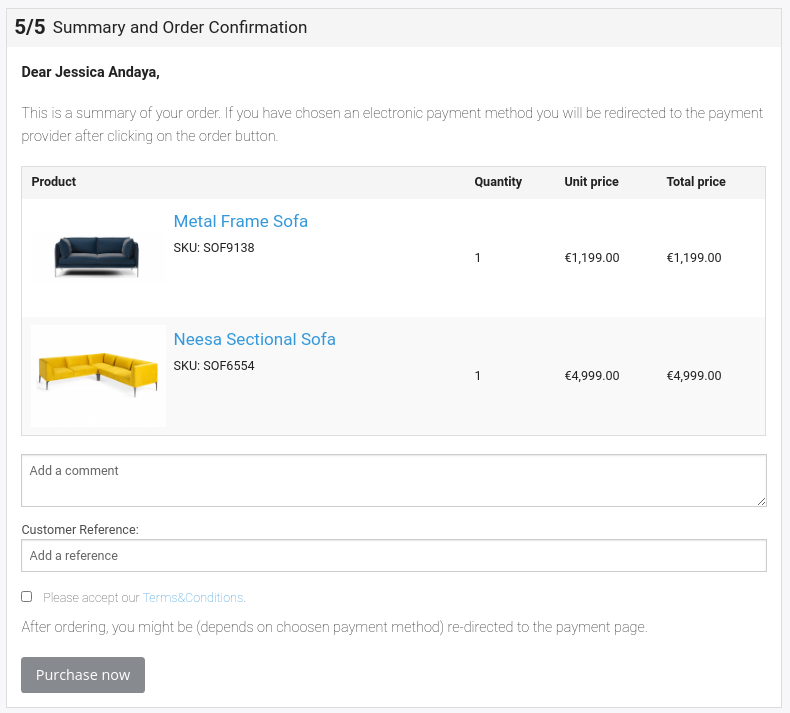 5/5 Summary and Order Confirmation
Dear Jessica Andaya,
This is a summary of your order. If you have chosen an electronic payment method you will be redirected to the payment
provider after clicking on the order button.
Product Quantity Unit price Total price
Metal Frame Sofa
SKU: SOF9138
1 €1,199.00 €1,199.00
Neesa Sectional Sofa
SKU: SOF6554
1 €4,999.00 €4,999.00
Add a comment
Customer Reference:
Add a reference
Please accept our Terms&Conditions.
After ordering, you might be (depends on choosen payment method) re-directed to the payment page.
Purchase now